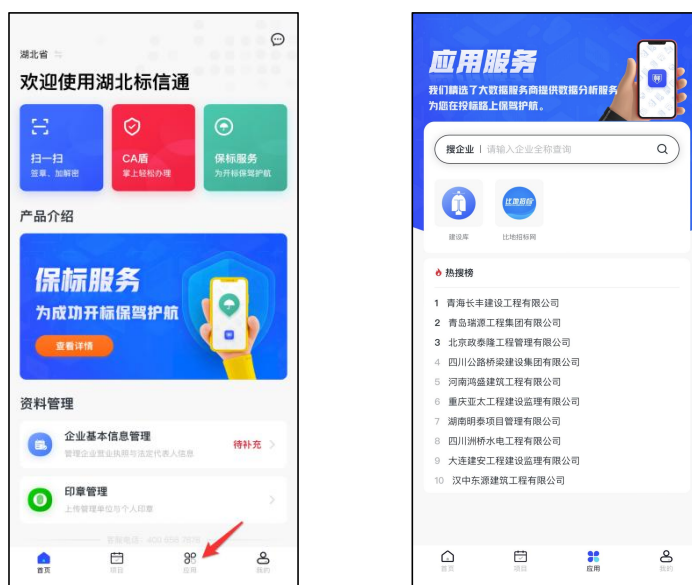 湖北省
欢迎使用湖北标信通
扫一扫
签章、加解密
CA盾
掌上轻松办理
保标服务
为开标保驾护航
产品介绍
保标服务
为成功开标保驾护航
查看详情
资料管理
企业基本信息管理
管理企业营业执照与法定代表人信息
待补充
印章管理
上传管理单位与个人印章
首页
项目
应用
我的
应用服务
我们精选了大数据服务商提供数据分析服务
为您在投标路上保驾护航。
搜企业 | 请输入企业全称查询
建设库
比地招标
比地招标网
热搜榜
1 青海长丰建设工程有限公司
2 青岛瑞源工程集团有限公司
3 北京政泰隆工程管理有限公司
4 四川公路桥梁建设集团有限公司
5 河南鸿盛建筑工程有限公司
6 重庆亚太工程建设监理有限公司
7 湖南明泰项目管理有限公司
8 四川洲桥水电工程有限公司
9 大连建安工程建设监理有限公司
10 汉中东源建筑工程有限公司
首页
项目
应用
我的